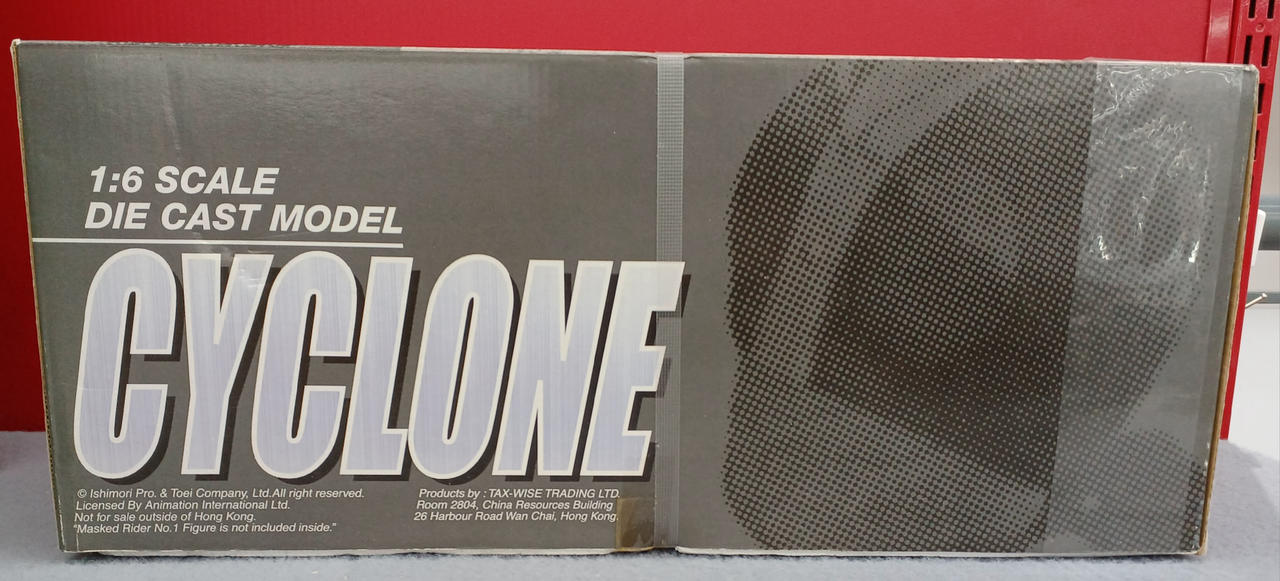 1:6 SCALE
DIE CAST MODEL
CYCLONE
© Ishimori Pro. & Toei Company, Ltd.All right reserved.
Licensed By Animation International Ltd.
Not for sale outside of Hong Kong.
"Masked Rider No.1 Figure is not included inside."
Products by : TAX-WISE TRADING LTD.
Room 2804, China Resources Building
26 Harbour Road Wan Chai, Hong Kong.